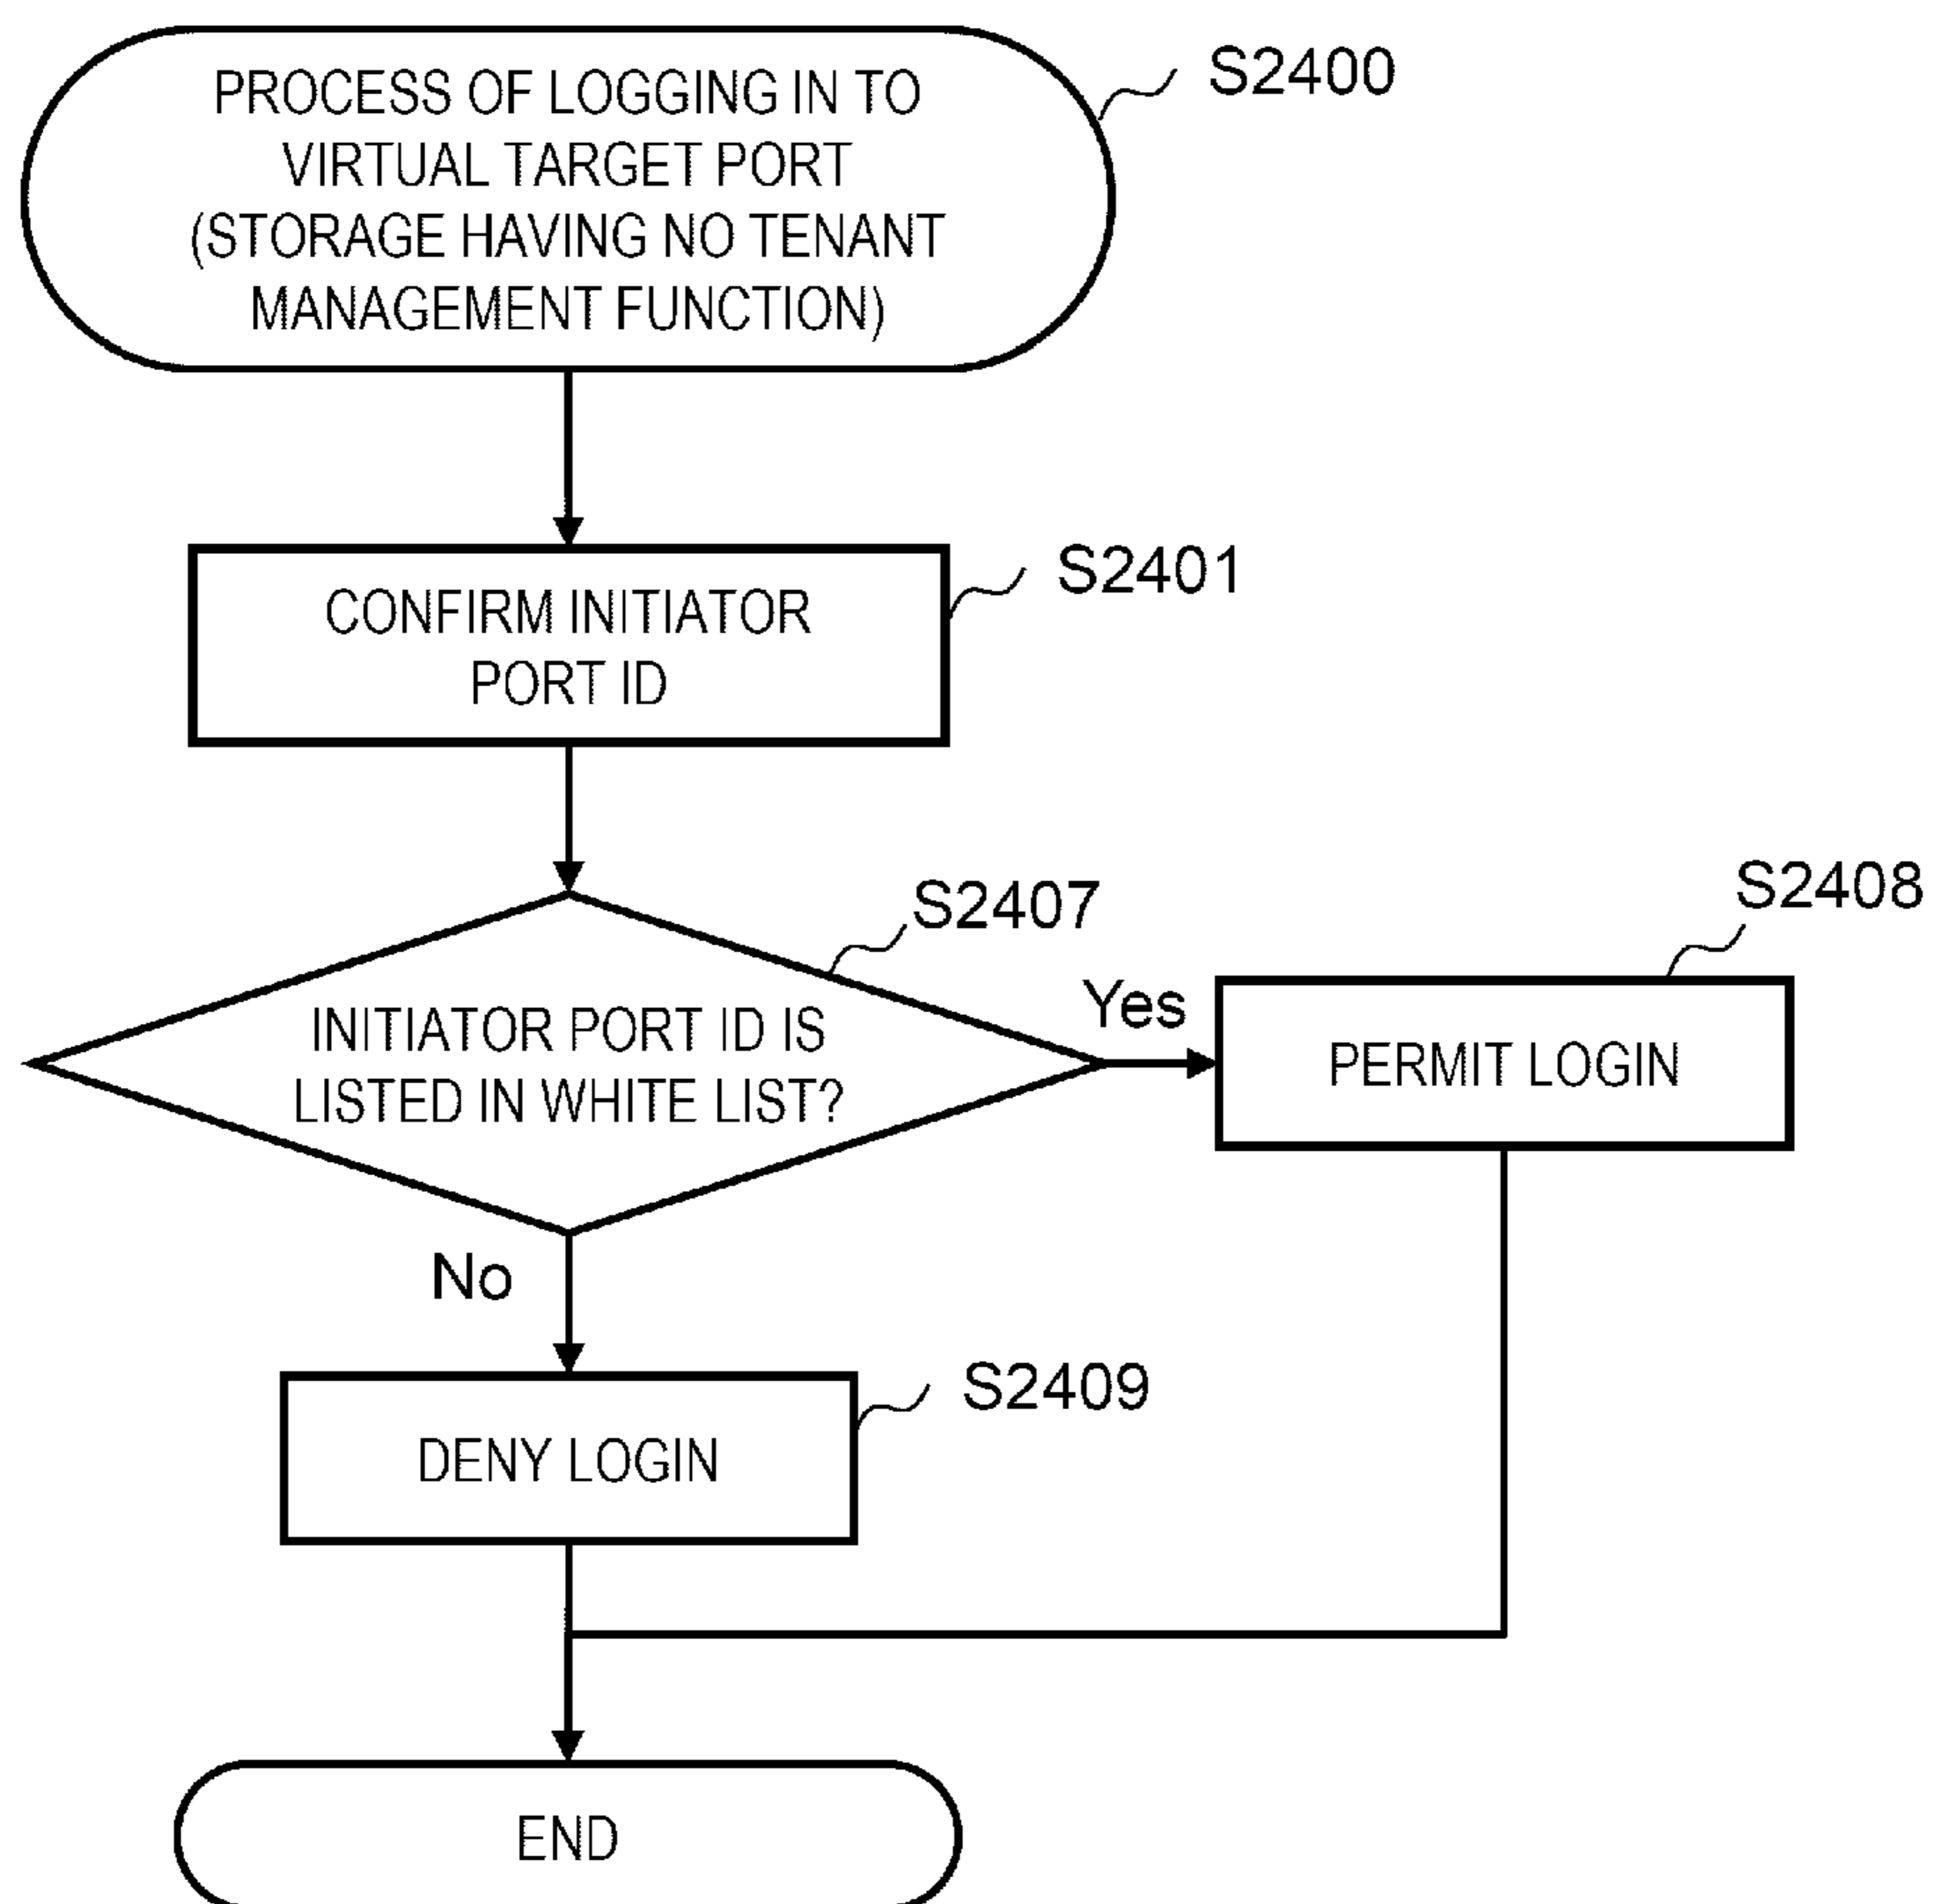 PROCESS OF LOGGING IN TO
VIRTUAL TARGET PORT
(STORAGE HAVING NO TENANT
MANAGEMENT FUNCTION)
S2400
CONFIRM INITIATOR
PORT ID
S2401
INITIATOR PORT ID IS
LISTED IN WHITE LIST?
S2407
Yes
S2408
PERMIT LOGIN
No
DENY LOGIN
S2409
END